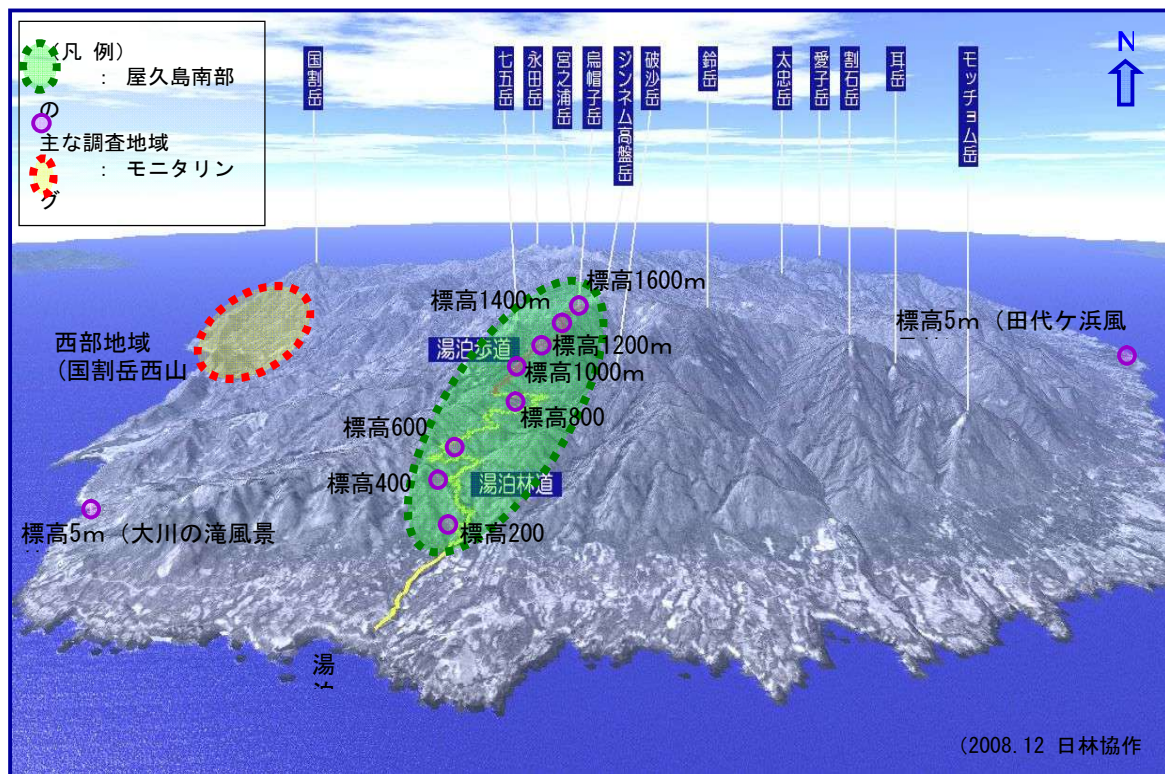 (凡 例)
： 屋久島南部
の
主な調査地域
： モニタリン
グ
国割岳
七五岳
永田岳
宮之浦岳
烏帽子岳
ジンネム高盤岳
破沙岳
鈴岳
太忠岳
愛子岳
割石岳
耳岳
モッチョム岳
N
標高1600m
標高1400m
標高5m（田代ケ浜風
湯泊歩道
標高1200m
西部地域
(国割岳西山
標高1000m
標高800
標高600
標高400
湯泊林道
標高5m（大川の滝風景
標高200
湯
(2008.12 日林協作